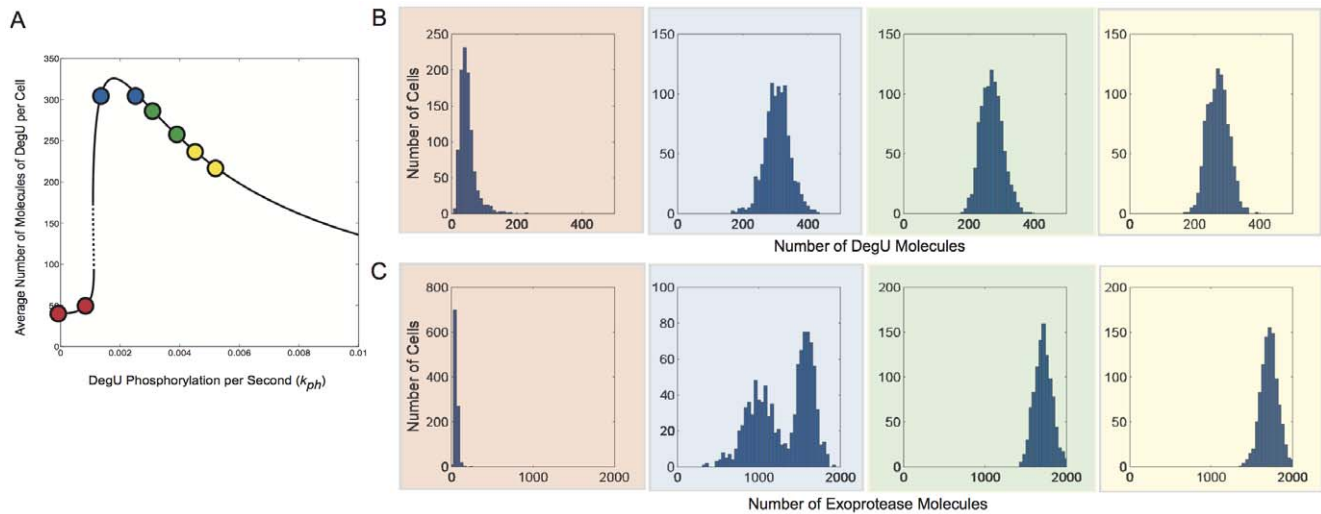 A
Average Number of Molecules of DegU per Cell
350
300
250
200
150
100
50
0
0 0.002 0.004 0.006 0.008 0.01
DegU Phosphorylation per Second (kph)
B
Number of Cells
250
200
150
100
50
0
0 200 400
150
100
50
0
0 200 400
150
100
50
0
0 200 400
150
100
50
0
0 200 400
Number of DegU Molecules
C
Number of Cells
800
600
400
200
0
0 1000 2000
100
80
60
40
20
0
0 1000 2000
200
150
100
50
0
0 1000 2000
200
150
100
50
0
0 1000 2000
Number of Exoprotease Molecules